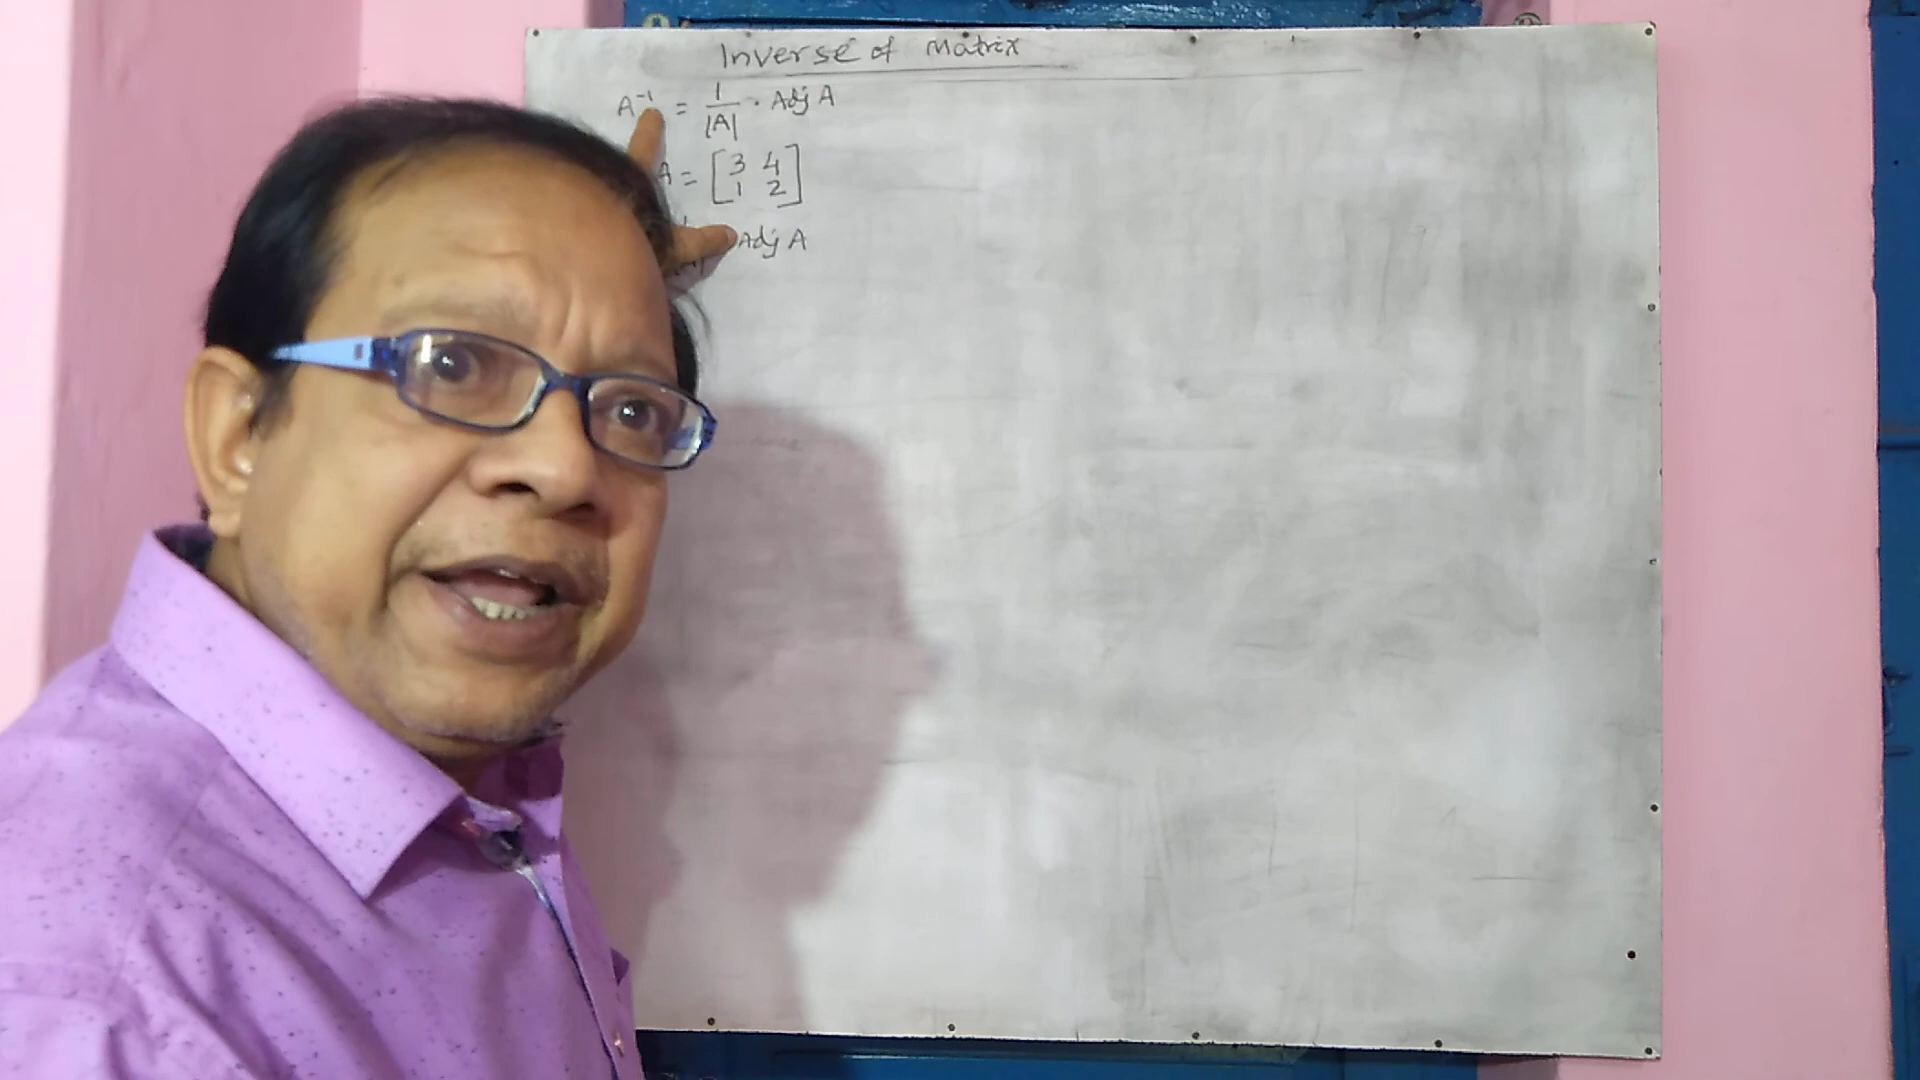 Inverse of Matrix
A⁻¹ = 1/|A| · Adj A
A = [3 4
1 2]
Adj A